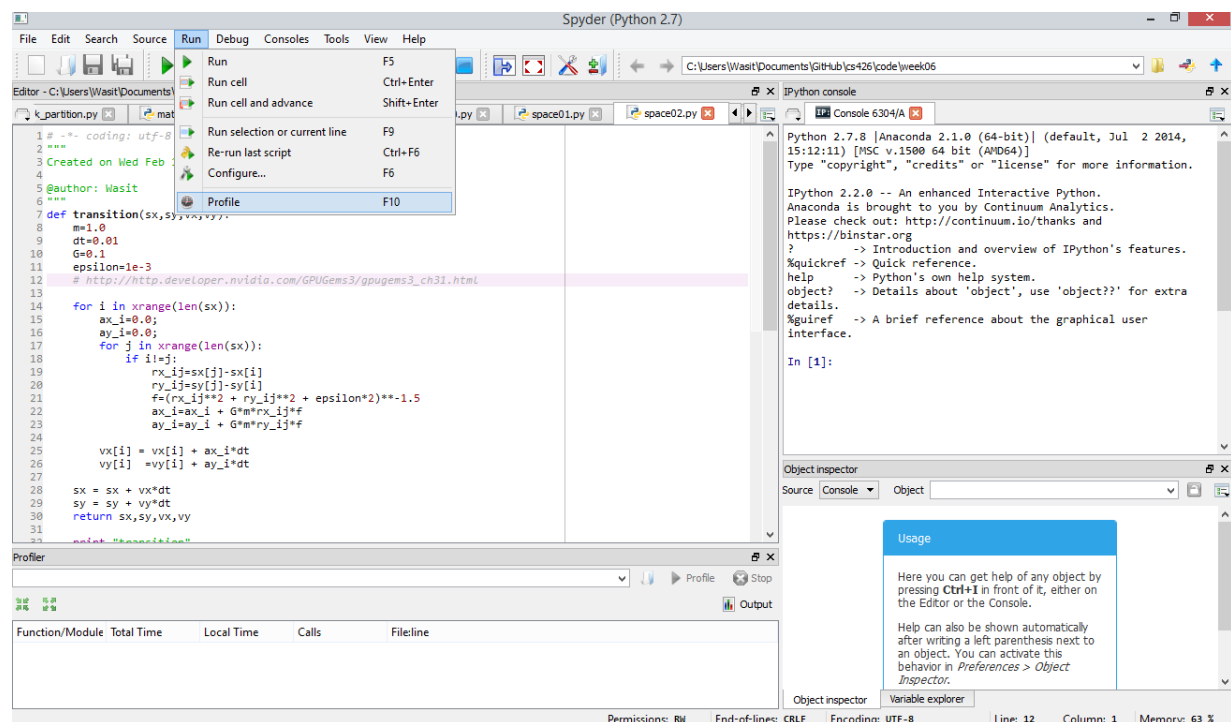 Spyder (Python 2.7)
File Edit Search Source Run Debug Consoles Tools View Help
Run F5
Run cell Ctrl+Enter
Run cell and advance Shift+Enter
Run selection or current line F9
Re-run last script Ctrl+F6
Configure... F6
Profile F10
C:\Users\Wasit\Documents\GitHub\cs426\code\week06
Editor - C:\Users\Wasit\Documents\
k_partition.py mat .py space01.py space02.py
1 # -*- coding: utf-8
2 """
3 Created on Wed Feb
4
5 @author: Wasit
6 """
7 def transition(sx,sy,vx,vy):
8 m=1.0
9 dt=0.01
10 G=0.1
11 epsilon=1e-3
12 # http://http.developer.nvidia.com/GPUGems3/gpugems3_ch31.html
13
14 for i in xrange(len(sx)):
15 ax_i=0.0;
16 ay_i=0.0;
17 for j in xrange(len(sx)):
18 if i!=j:
19 rx_ij=sx[j]-sx[i]
20 ry_ij=sy[j]-sy[i]
21 f=(rx_ij**2 + ry_ij**2 + epsilon*2)**-1.5
22 ax_i=ax_i + G*m*rx_ij*f
23 ay_i=ay_i + G*m*ry_ij*f
24
25 vx[i] = vx[i] + ax_i*dt
26 vy[i] =vy[i] + ay_i*dt
27
28 sx = sx + vx*dt
29 sy = sy + vy*dt
30 return sx,sy,vx,vy
31
32 print "transition"
Profiler
Profile Stop
Output
Function/Module Total Time Local Time Calls File:line
IPython console
Console 6304/A
Python 2.7.8 |Anaconda 2.1.0 (64-bit)| (default, Jul 2 2014,
15:12:11) [MSC v.1500 64 bit (AMD64)]
Type "copyright", "credits" or "license" for more information.
IPython 2.2.0 -- An enhanced Interactive Python.
Anaconda is brought to you by Continuum Analytics.
Please check out: http://continuum.io/thanks and
https://binstar.org
? -> Introduction and overview of IPython's features.
%quickref -> Quick reference.
help -> Python's own help system.
object? -> Details about 'object', use 'object??' for extra
details.
%guiref -> A brief reference about the graphical user
interface.
In [1]:
Object inspector
Source Console Object
Usage
Here you can get help of any object by
pressing Ctrl+I in front of it, either on
the Editor or the Console.
Help can also be shown automatically
after writing a left parenthesis next to
an object. You can activate this
behavior in Preferences > Object
Inspector.
Object inspector Variable explorer
Permissions: RW End-of-lines: CRLF Encoding: UTF-8 Line: 12 Column: 1 Memory: 63 %